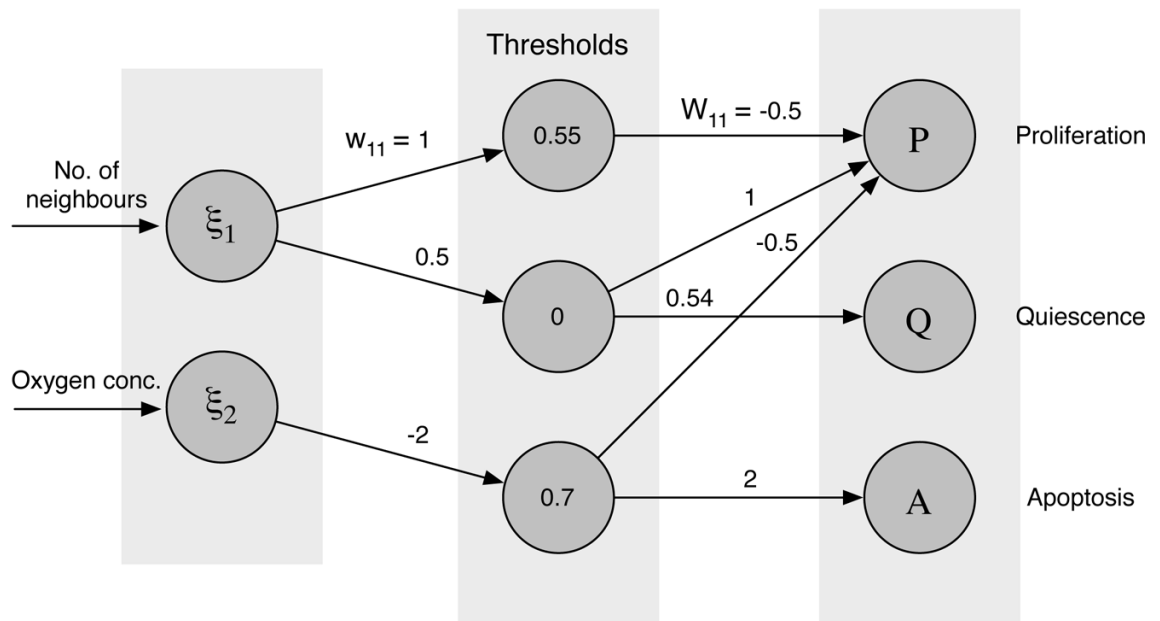 Thresholds
No. of
neighbours
ξ1
w11 = 1
0.55
W11 = -0.5
P
Proliferation
0.5
0
1
-0.5
0.54
Q
Quiescence
Oxygen conc.
ξ2
-2
0.7
2
A
Apoptosis